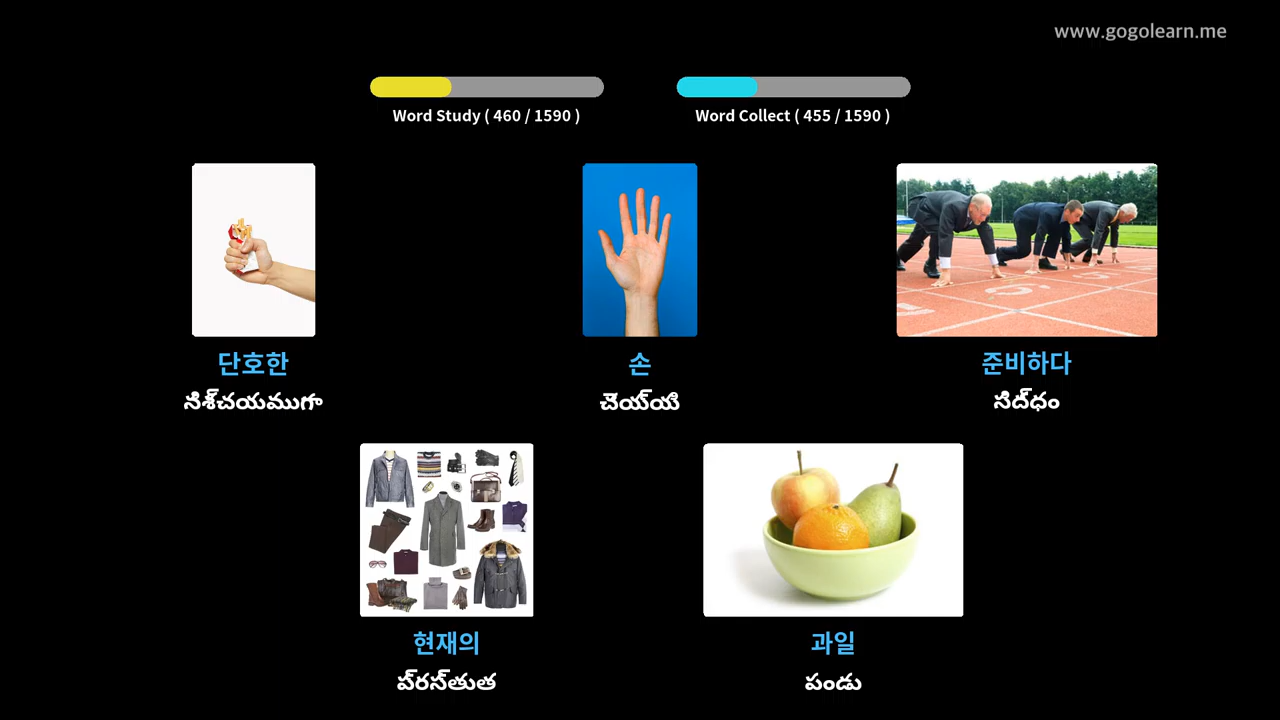 www.gogolearn.me
Word Study ( 460 / 1590 )
Word Collect ( 455 / 1590 )
단호한
손
준비하다
నిశ్చయముగా
చెయ్యి
సిద్ధం
현재의
과일
ప్రస్తుత
పండు